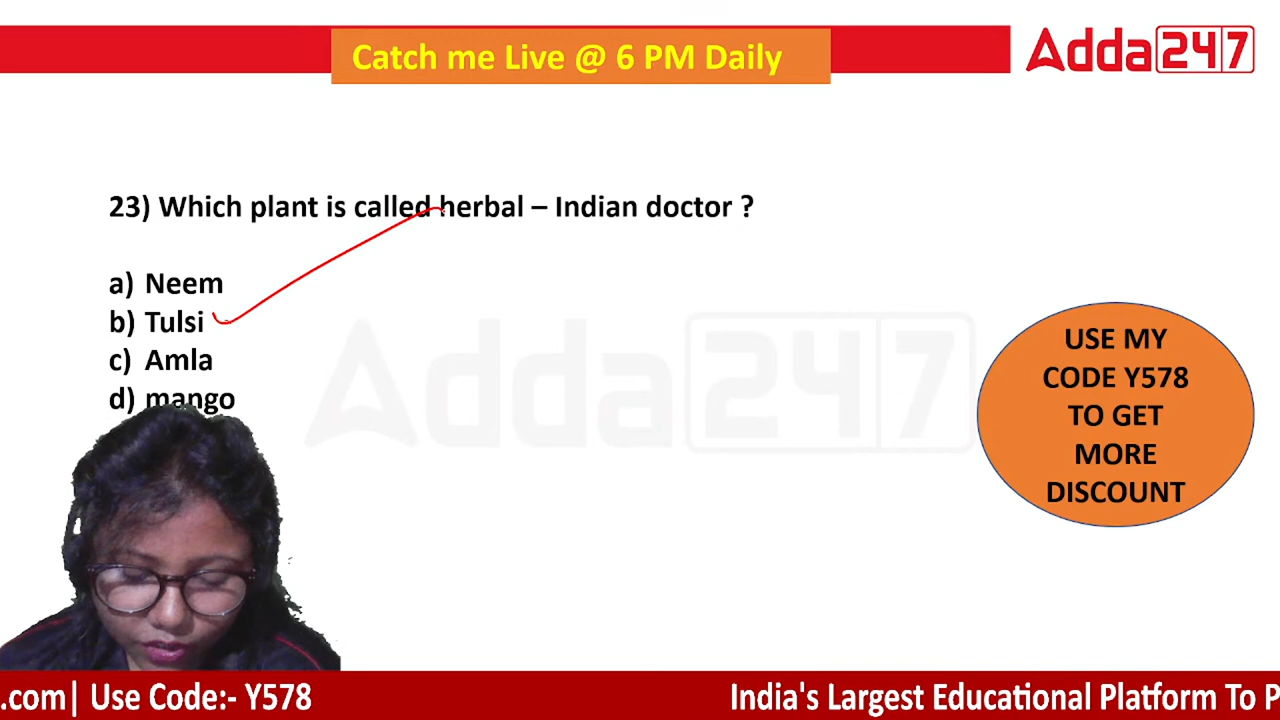 Catch me Live @ 6 PM Daily
Adda247
23) Which plant is called herbal – Indian doctor ?
a) Neem
b) Tulsi
c) Amla
d) mango
Adda247
USE MY
CODE Y578
TO GET
MORE
DISCOUNT
.com| Use Code:- Y578
India's Largest Educational Platform To P